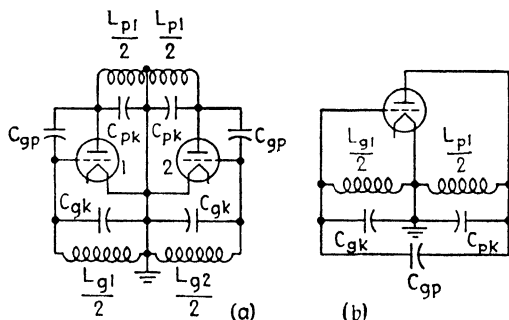 L_p1/2 L_p1/2
C_gp C_pk C_pk C_gp
1 2
C_gk C_gk
L_g1/2 L_g2/2
(a)
L_g1/2 L_p1/2
C_gk C_pk
C_gp
(b)